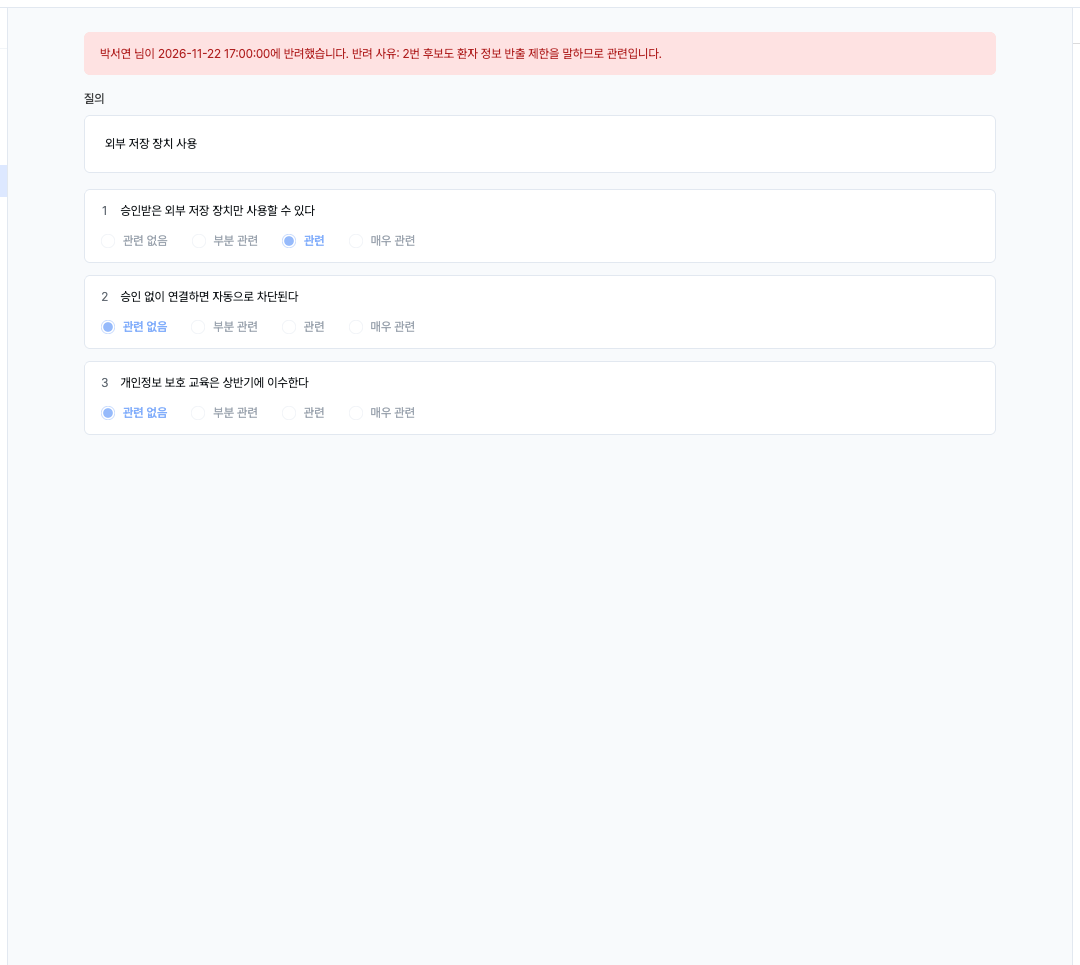 박서연 님이 2026-11-22 17:00:00에 반려했습니다. 반려 사유: 2번 후보도 환자 정보 반출 제한을 말하므로 관련입니다.
질의
외부 저장 장치 사용
1 승인받은 외부 저장 장치만 사용할 수 있다
관련 없음 부분 관련 관련 매우 관련
2 승인 없이 연결하면 자동으로 차단된다
관련 없음 부분 관련 관련 매우 관련
3 개인정보 보호 교육은 상반기에 이수한다
관련 없음 부분 관련 관련 매우 관련